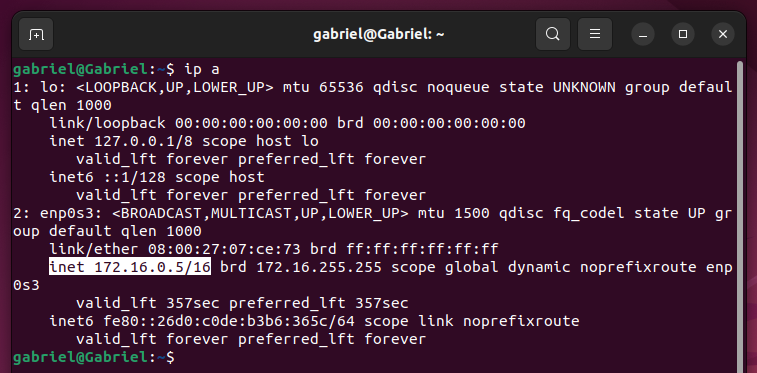 gabriel@Gabriel: ~
gabriel@Gabriel:~$ ip a
1: lo: <LOOPBACK,UP,LOWER_UP> mtu 65536 qdisc noqueue state UNKNOWN group defaul
t qlen 1000
    link/loopback 00:00:00:00:00:00 brd 00:00:00:00:00:00
    inet 127.0.0.1/8 scope host lo
       valid_lft forever preferred_lft forever
    inet6 ::1/128 scope host
       valid_lft forever preferred_lft forever
2: enp0s3: <BROADCAST,MULTICAST,UP,LOWER_UP> mtu 1500 qdisc fq_codel state UP gr
oup default qlen 1000
    link/ether 08:00:27:07:ce:73 brd ff:ff:ff:ff:ff:ff
    inet 172.16.0.5/16 brd 172.16.255.255 scope global dynamic noprefixroute enp
0s3
       valid_lft 357sec preferred_lft 357sec
    inet6 fe80::26d0:c0de:b3b6:365c/64 scope link noprefixroute
       valid_lft forever preferred_lft forever
gabriel@Gabriel:~$